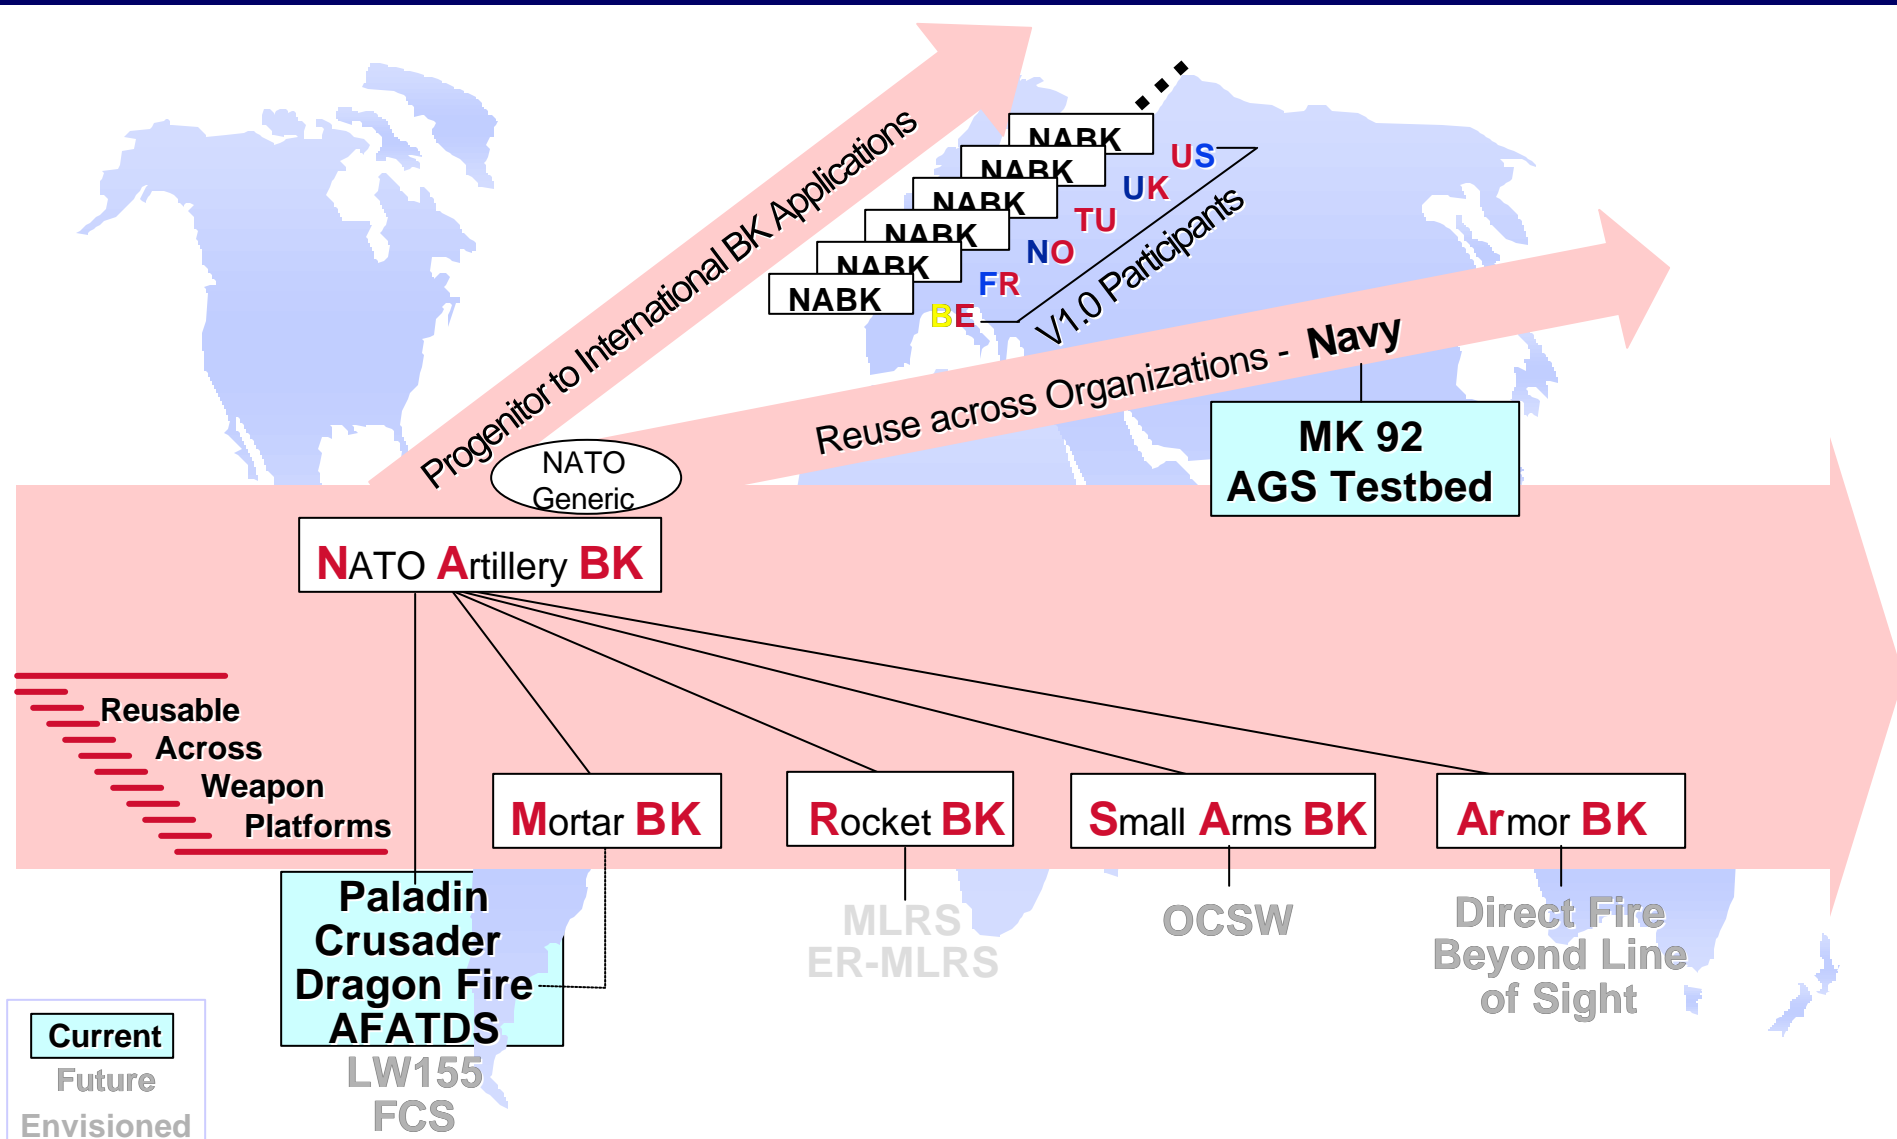 Progenitor to International BK Applications
NABK
NABK
NABK
NABK
NABK
NABK
US
UK
TU
NO
FR
BE
V1.0 Participants
Reuse across Organizations - Navy
MK 92
AGS Testbed
NATO
Generic
NATO Artillery BK
Reusable
Across
Weapon
Platforms
Mortar BK
Rocket BK
Small Arms BK
Armor BK
Paladin
Crusader
Dragon Fire
AFATDS
LW155
FCS
MLRS
ER-MLRS
OCSW
Direct Fire
Beyond Line
of Sight
Current
Future
Envisioned